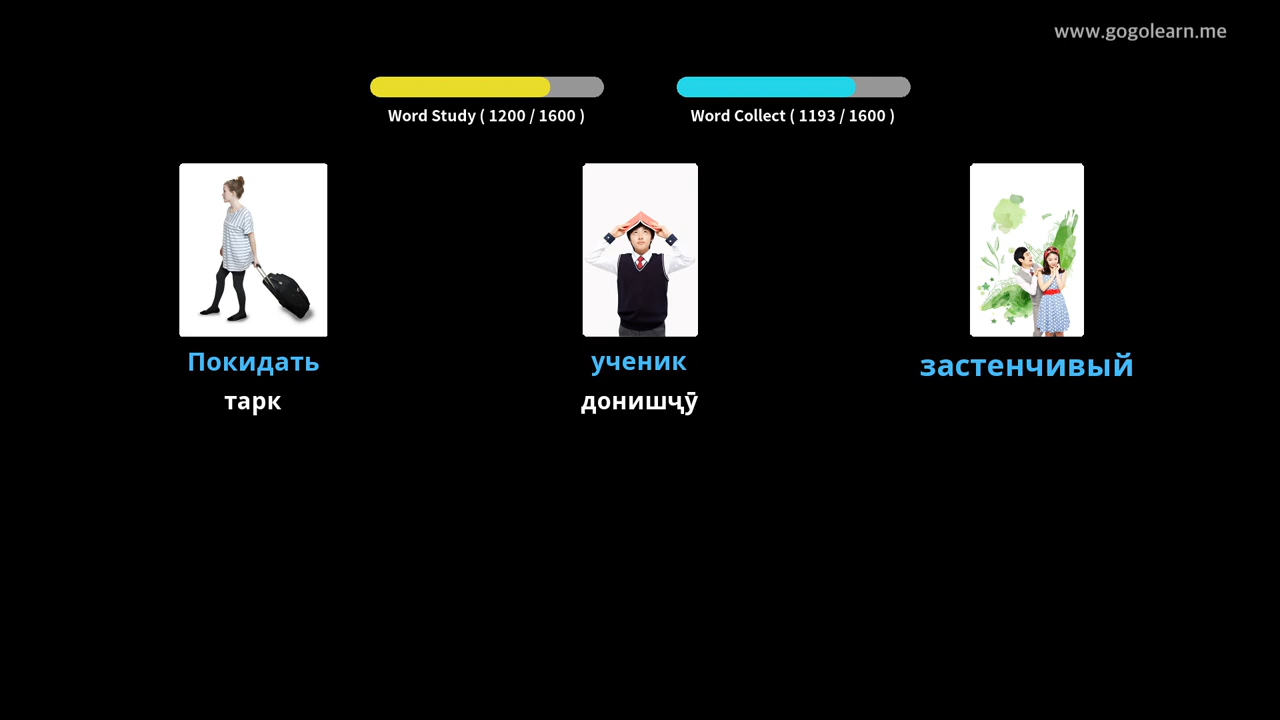 www.gogolearn.me
Word Study ( 1200 / 1600 )
Word Collect ( 1193 / 1600 )
Покидать
тарк
ученик
донишҷӯ
застенчивый